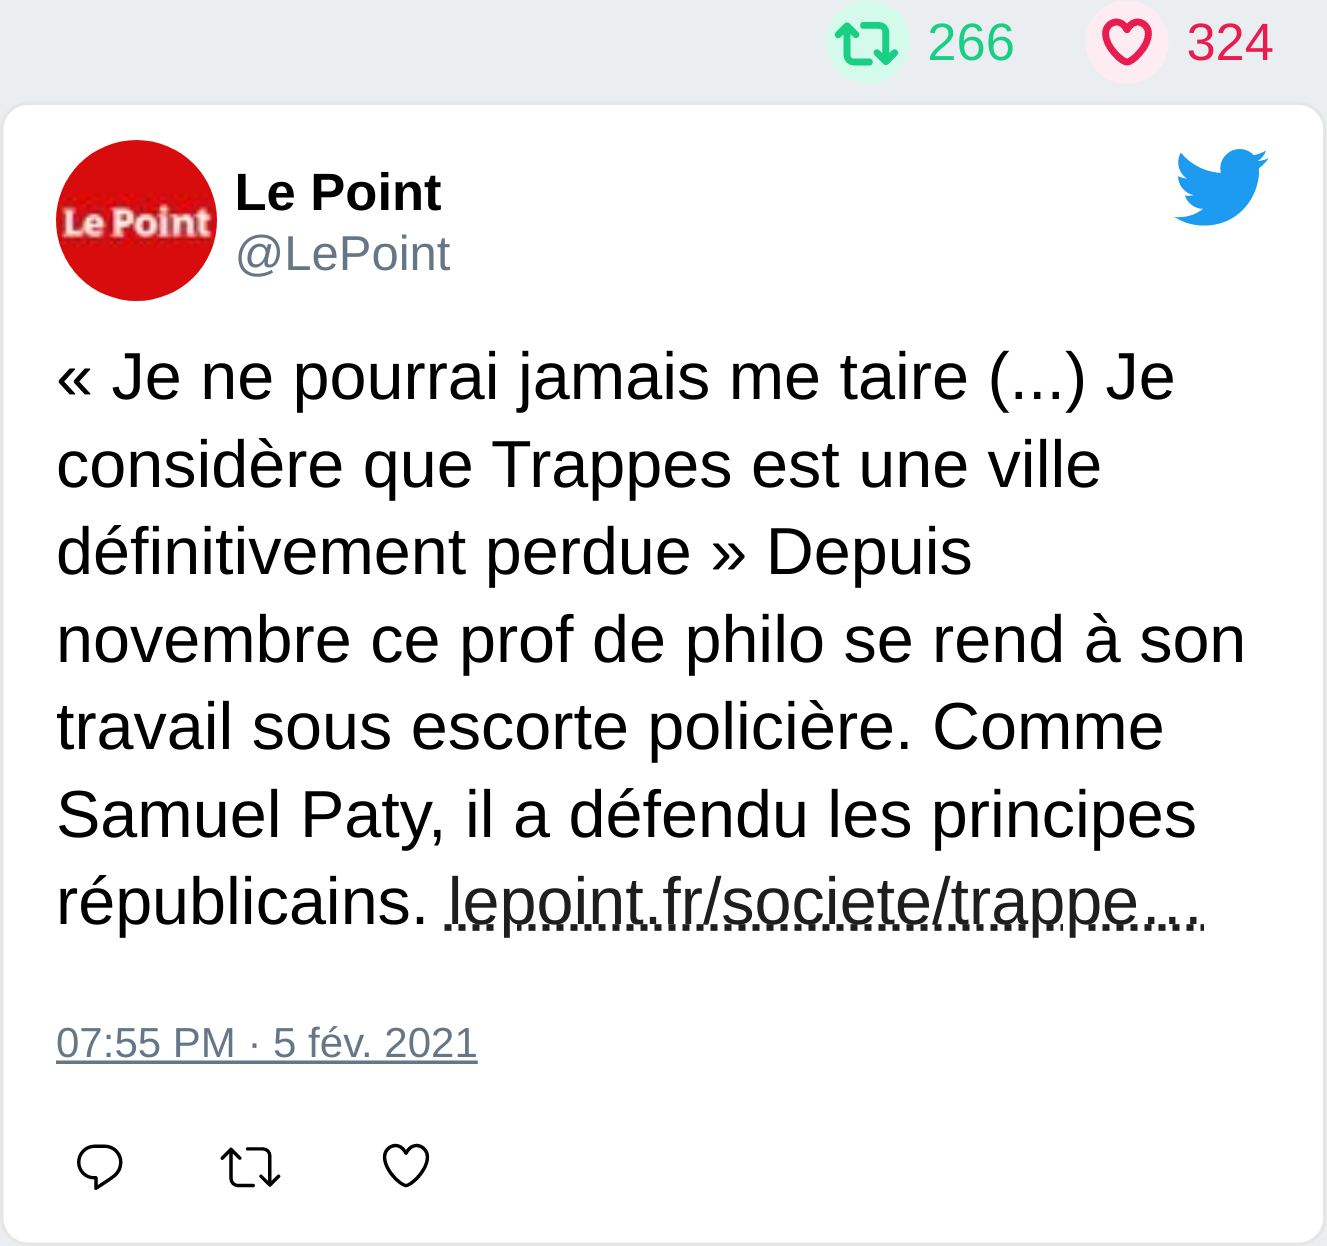 266 324
Le Point
Le Point
@LePoint
« Je ne pourrai jamais me taire (...) Je
considère que Trappes est une ville
définitivement perdue » Depuis
novembre ce prof de philo se rend à son
travail sous escorte policière. Comme
Samuel Paty, il a défendu les principes
républicains. lepoint.fr/societe/trappe…
07:55 PM · 5 fév. 2021